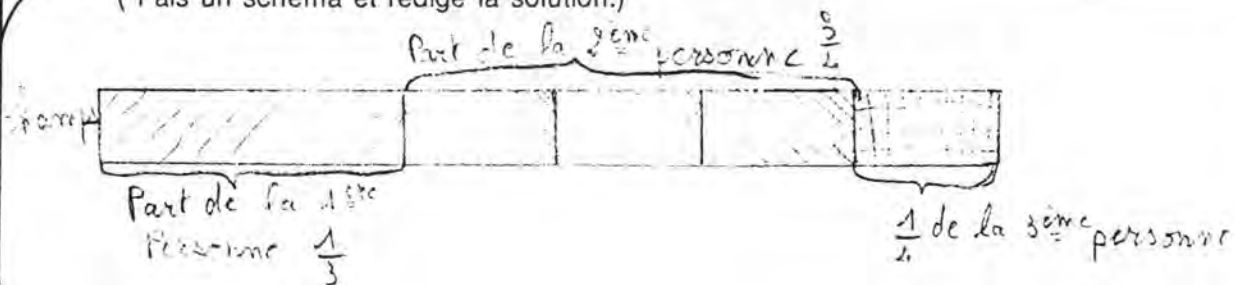 ( Fais un schéma et rédige la solution.)
Part de la 2ème personne 3/4
champ
Part de la 1ère
Personne 1/3
1/4 de la 3ème personne